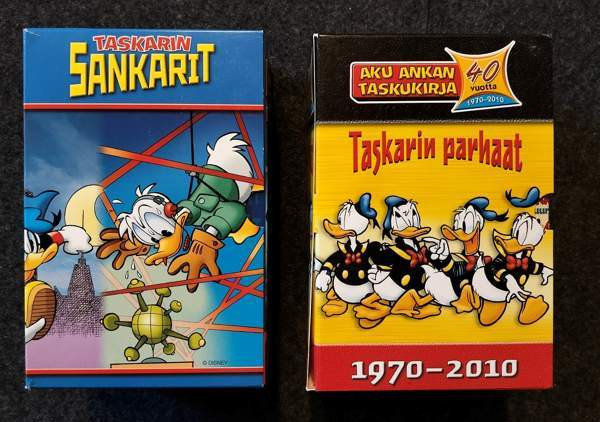 TASKARIN
SANKARIT
© DISNEY
AKU ANKAN
TASKUKIRJA
40
vuotta
1970-2010
Taskarin parhaat
1970-2010